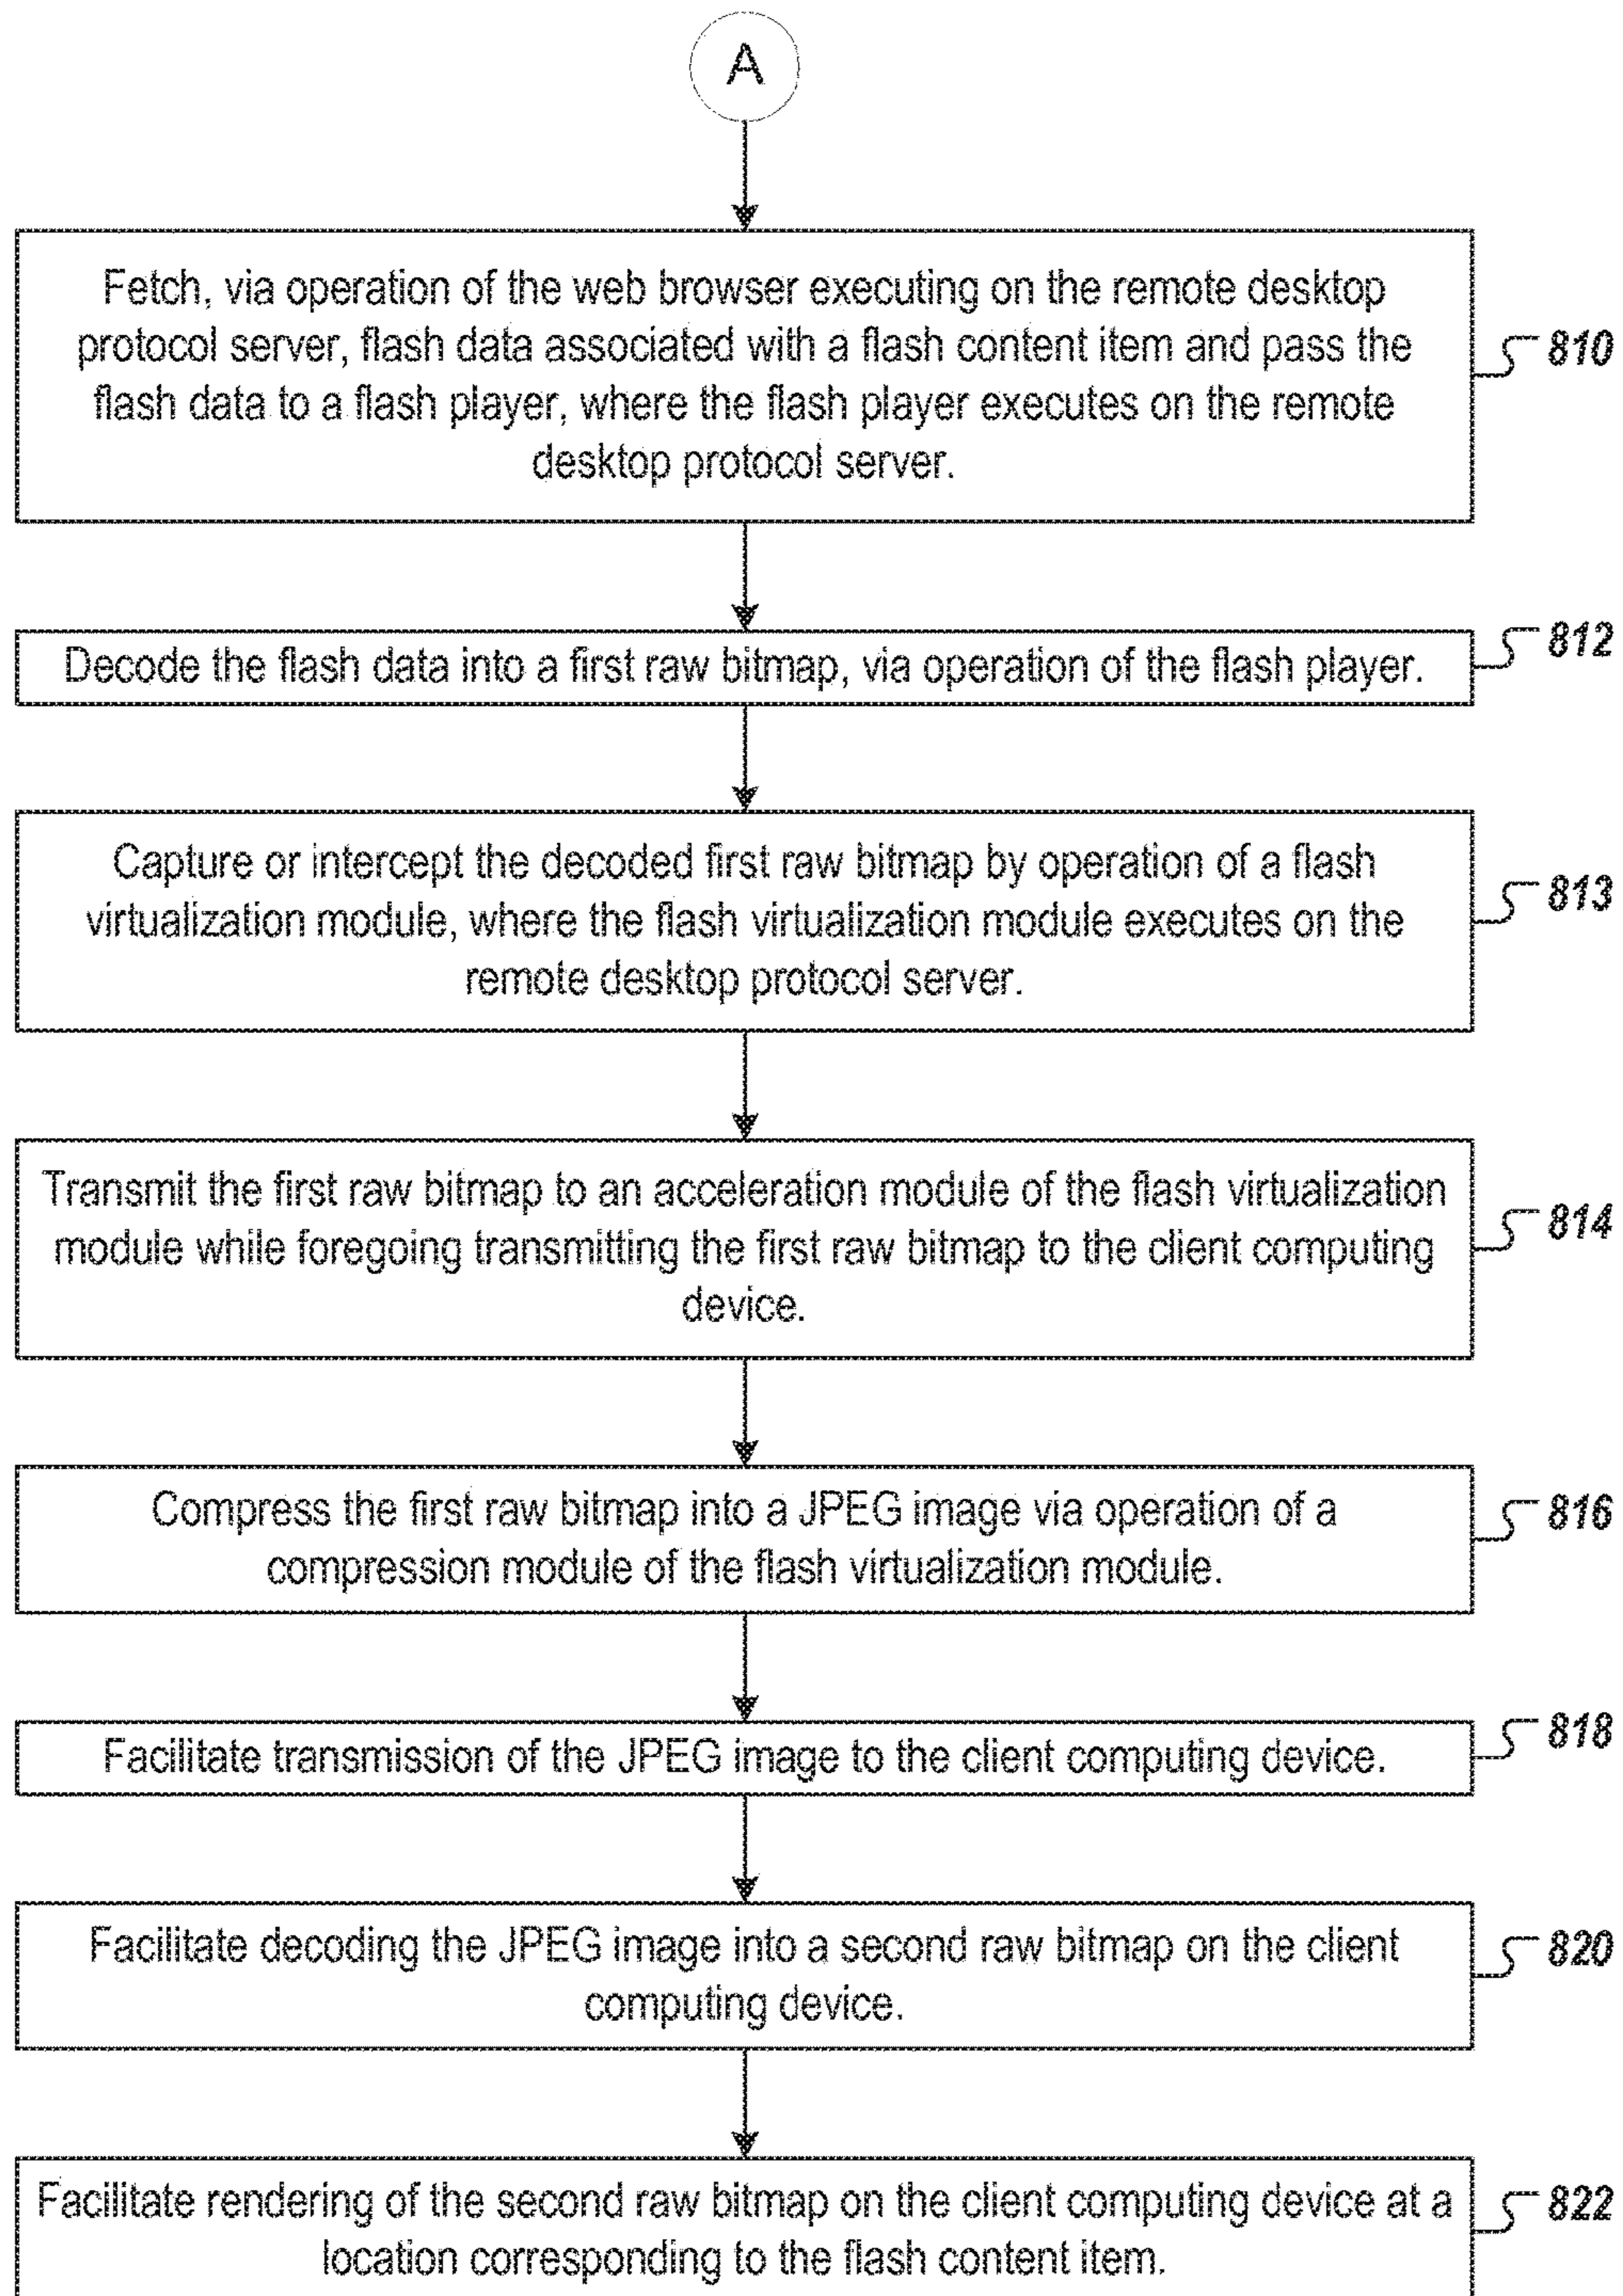 A
Fetch, via operation of the web browser executing on the remote desktop
protocol server, flash data associated with a flash content item and pass the
flash data to a flash player, where the flash player executes on the remote
desktop protocol server.
810
Decode the flash data into a first raw bitmap, via operation of the flash player.
812
Capture or intercept the decoded first raw bitmap by operation of a flash
virtualization module, where the flash virtualization module executes on the
remote desktop protocol server.
813
Transmit the first raw bitmap to an acceleration module of the flash virtualization
module while foregoing transmitting the first raw bitmap to the client computing
device.
814
Compress the first raw bitmap into a JPEG image via operation of a
compression module of the flash virtualization module.
816
Facilitate transmission of the JPEG image to the client computing device.
818
Facilitate decoding the JPEG image into a second raw bitmap on the client
computing device.
820
Facilitate rendering of the second raw bitmap on the client computing device at a
location corresponding to the flash content item.
822